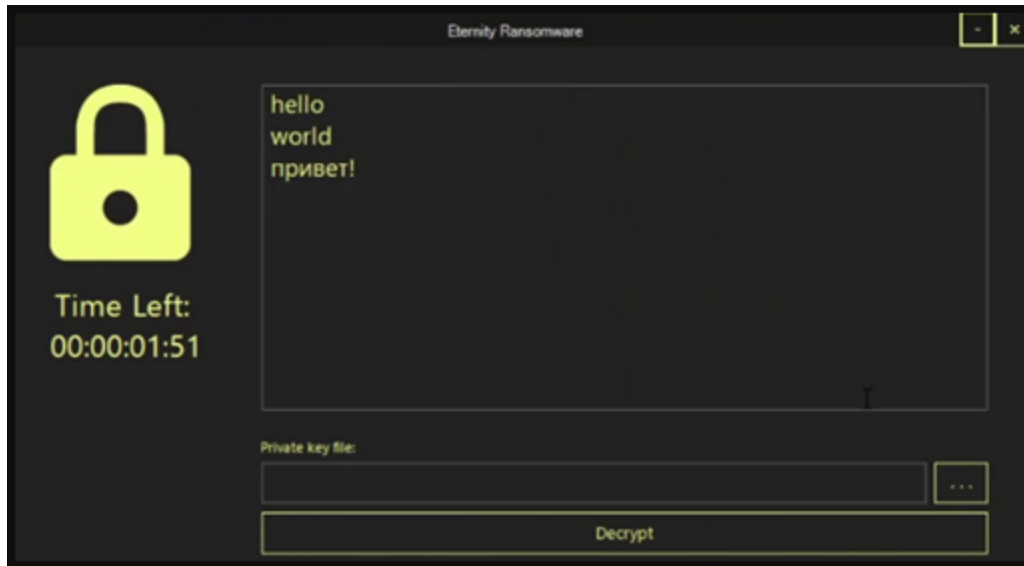 Eternity Ransomware
- ×
hello
world
привет!
Time Left:
00:00:01:51
Private key file:
...
Decrypt